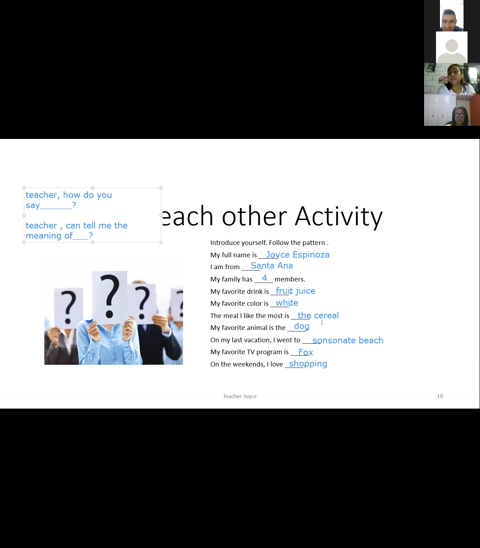 teacher, how do you
say______?
teacher , can tell me the
meaning of___?
each other Activity
Introduce yourself. Follow the pattern .
My full name is __Joyce Espinoza
I am from __Santa Ana
My family has __4__ members.
My favorite drink is __fruit juice
My favorite color is __white
The meal I like the most is __the cereal
My favorite animal is the __dog
On my last vacation, I went to ____sonsonate beach
My favorite TV program is __Fox
On the weekends, I love __shopping
? ? ? ?
Teacher Joyce
10